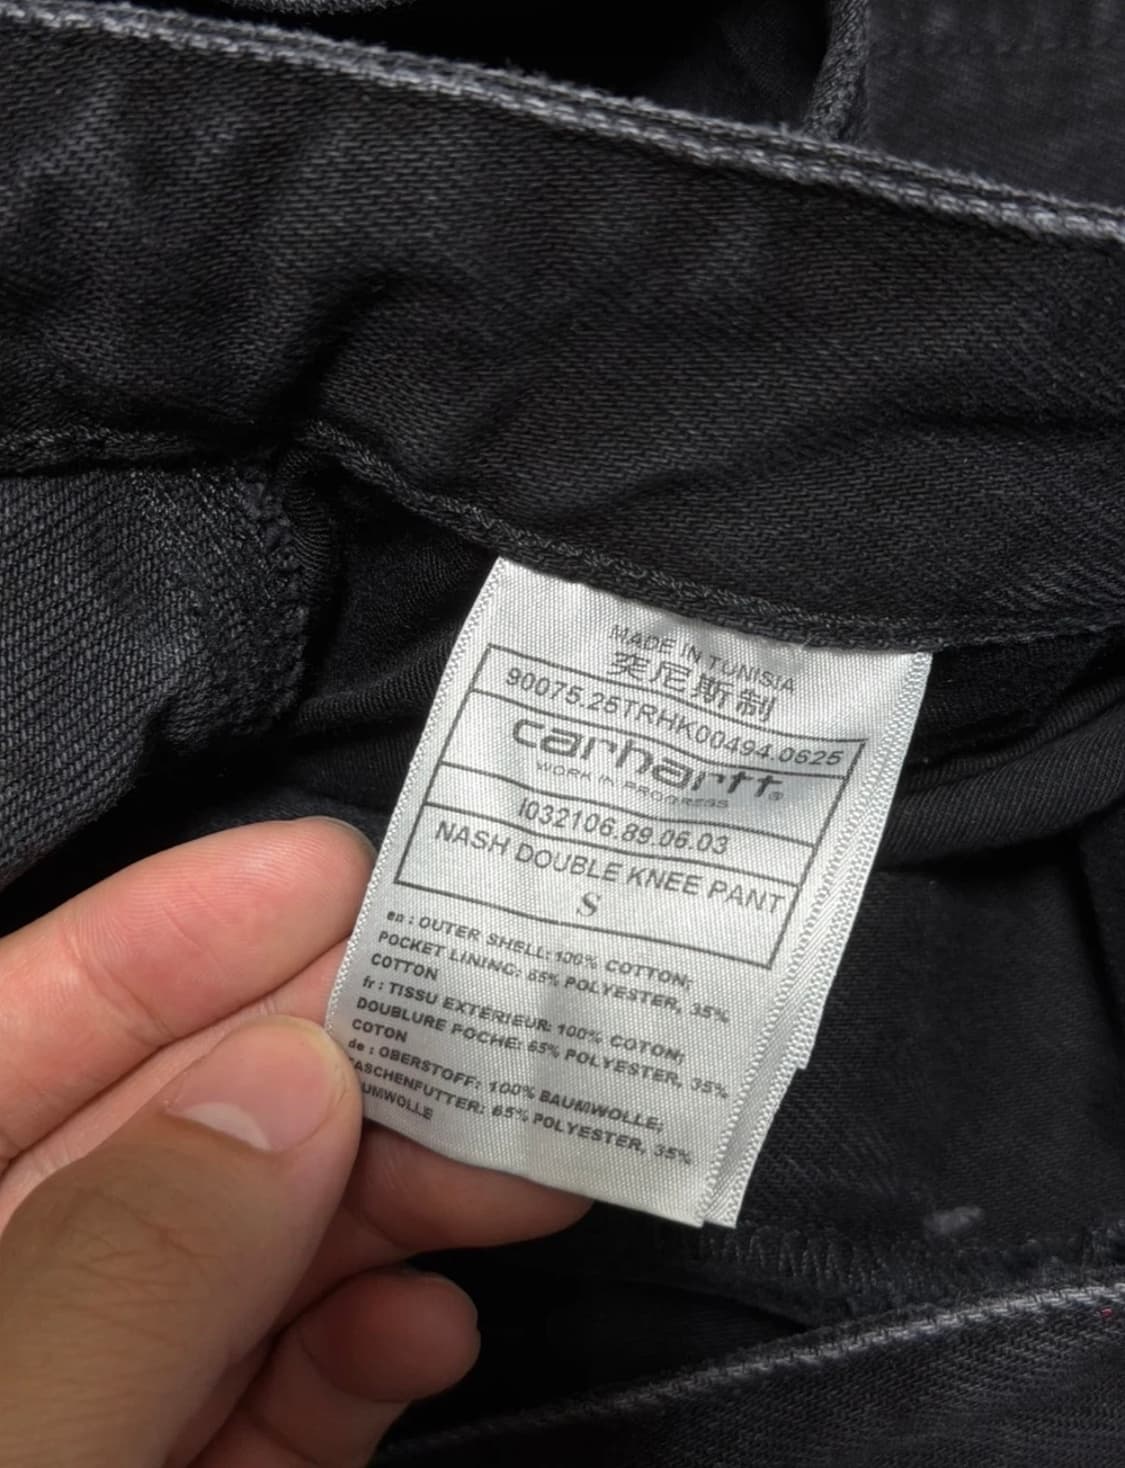 MADE IN TUNISIA
突尼斯制
90075.25TRHK00494.0625
carhartt®
WORK IN PROGRESS
i032106.89.06.03
NASH DOUBLE KNEE PANT
S
en : OUTER SHELL: 100% COTTON;
POCKET LINING: 65% POLYESTER, 35%
COTTON
fr : TISSU EXTÉRIEUR: 100% COTON;
DOUBLURE POCHE: 65% POLYESTER, 35%
COTON
de : OBERSTOFF: 100% BAUMWOLLE;
TASCHENFUTTER: 65% POLYESTER, 35%
BAUMWOLLE